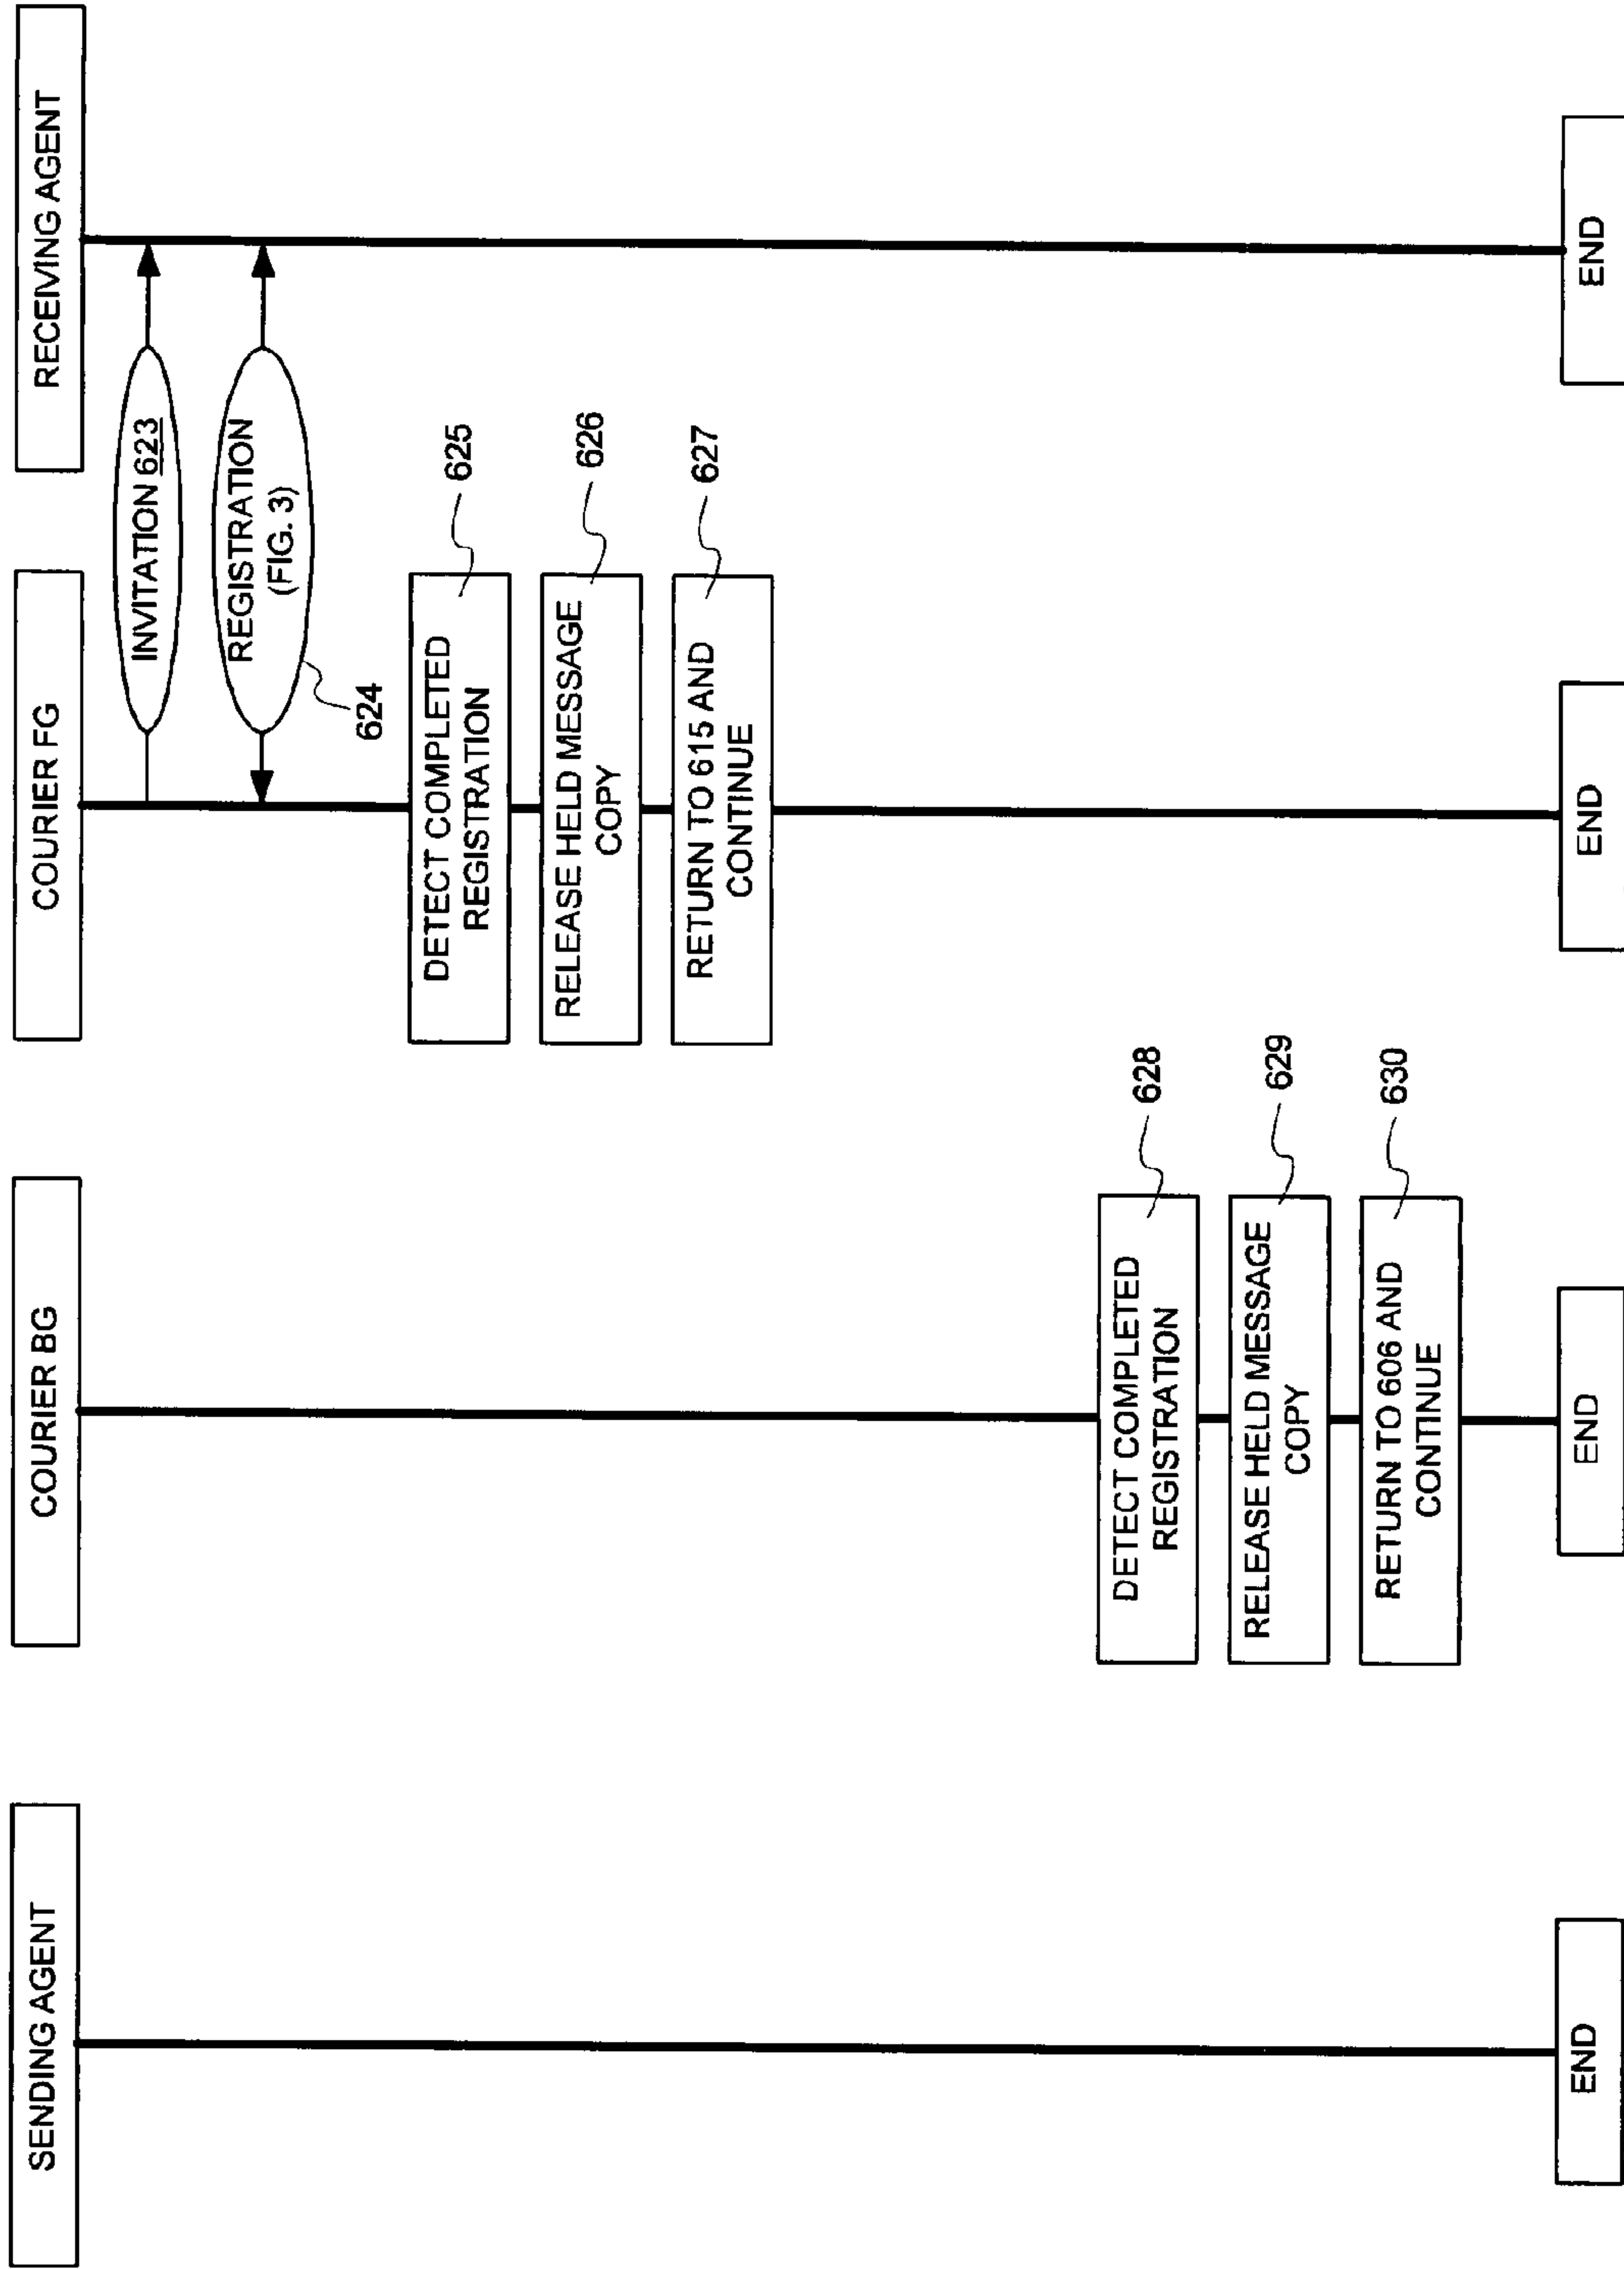 SENDING AGENT
COURIER BG
COURIER FG
RECEIVING AGENT
INVITATION 623
REGISTRATION
(FIG. 3)
624
DETECT COMPLETED
REGISTRATION
625
RELEASE HELD MESSAGE
COPY
626
RETURN TO 615 AND
CONTINUE
627
DETECT COMPLETED
REGISTRATION
628
RELEASE HELD MESSAGE
COPY
629
RETURN TO 606 AND
CONTINUE
630
END
END
END
END